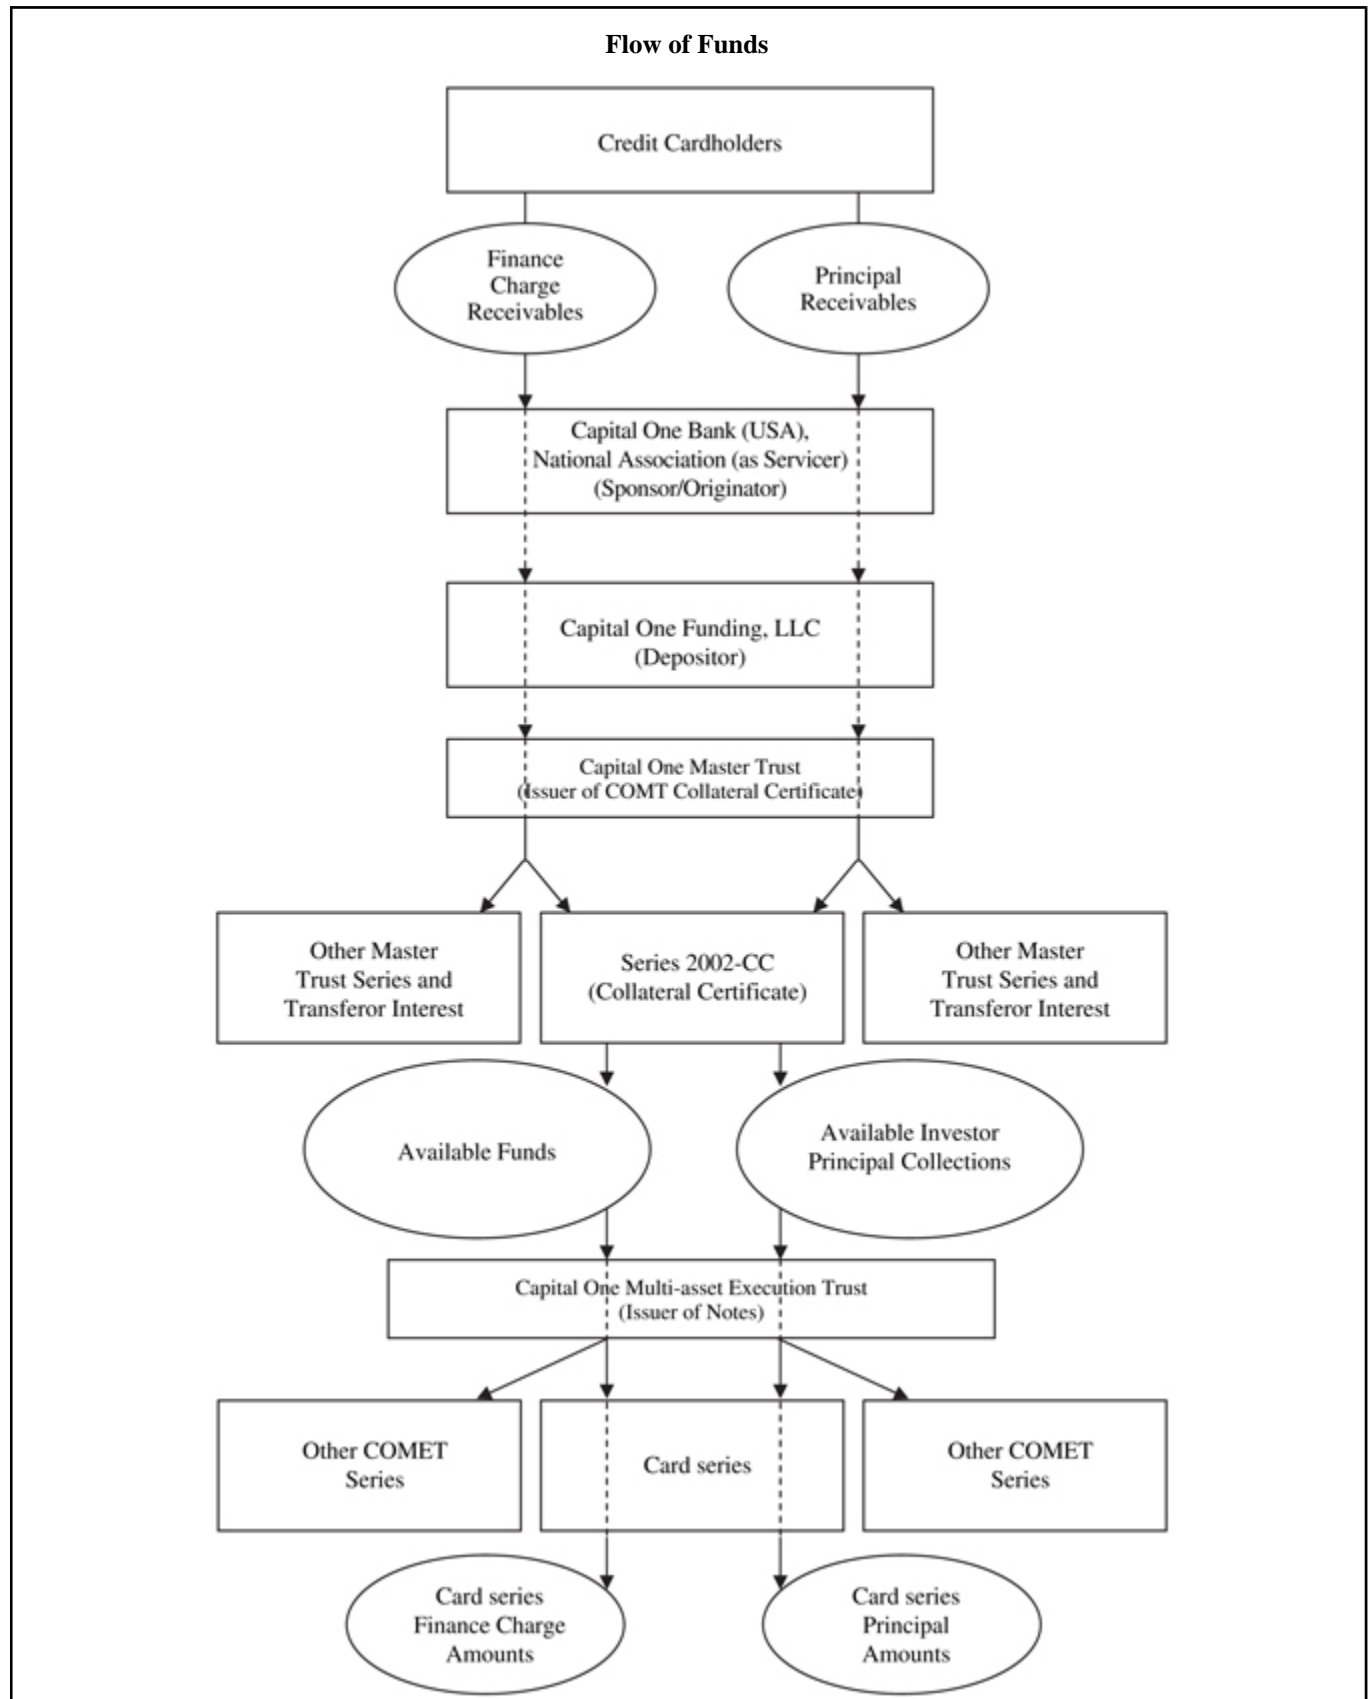 Flow of Funds
Credit Cardholders
Finance
Charge
Receivables
Principal
Receivables
Capital One Bank (USA),
National Association (as Servicer)
(Sponsor/Originator)
Capital One Funding, LLC
(Depositor)
Capital One Master Trust
(Issuer of COMT Collateral Certificate)
Other Master
Trust Series and
Transferor Interest
Series 2002-CC
(Collateral Certificate)
Other Master
Trust Series and
Transferor Interest
Available Funds
Available Investor
Principal Collections
Capital One Multi-asset Execution Trust
(Issuer of Notes)
Other COMET
Series
Card series
Other COMET
Series
Card series
Finance Charge
Amounts
Card series
Principal
Amounts